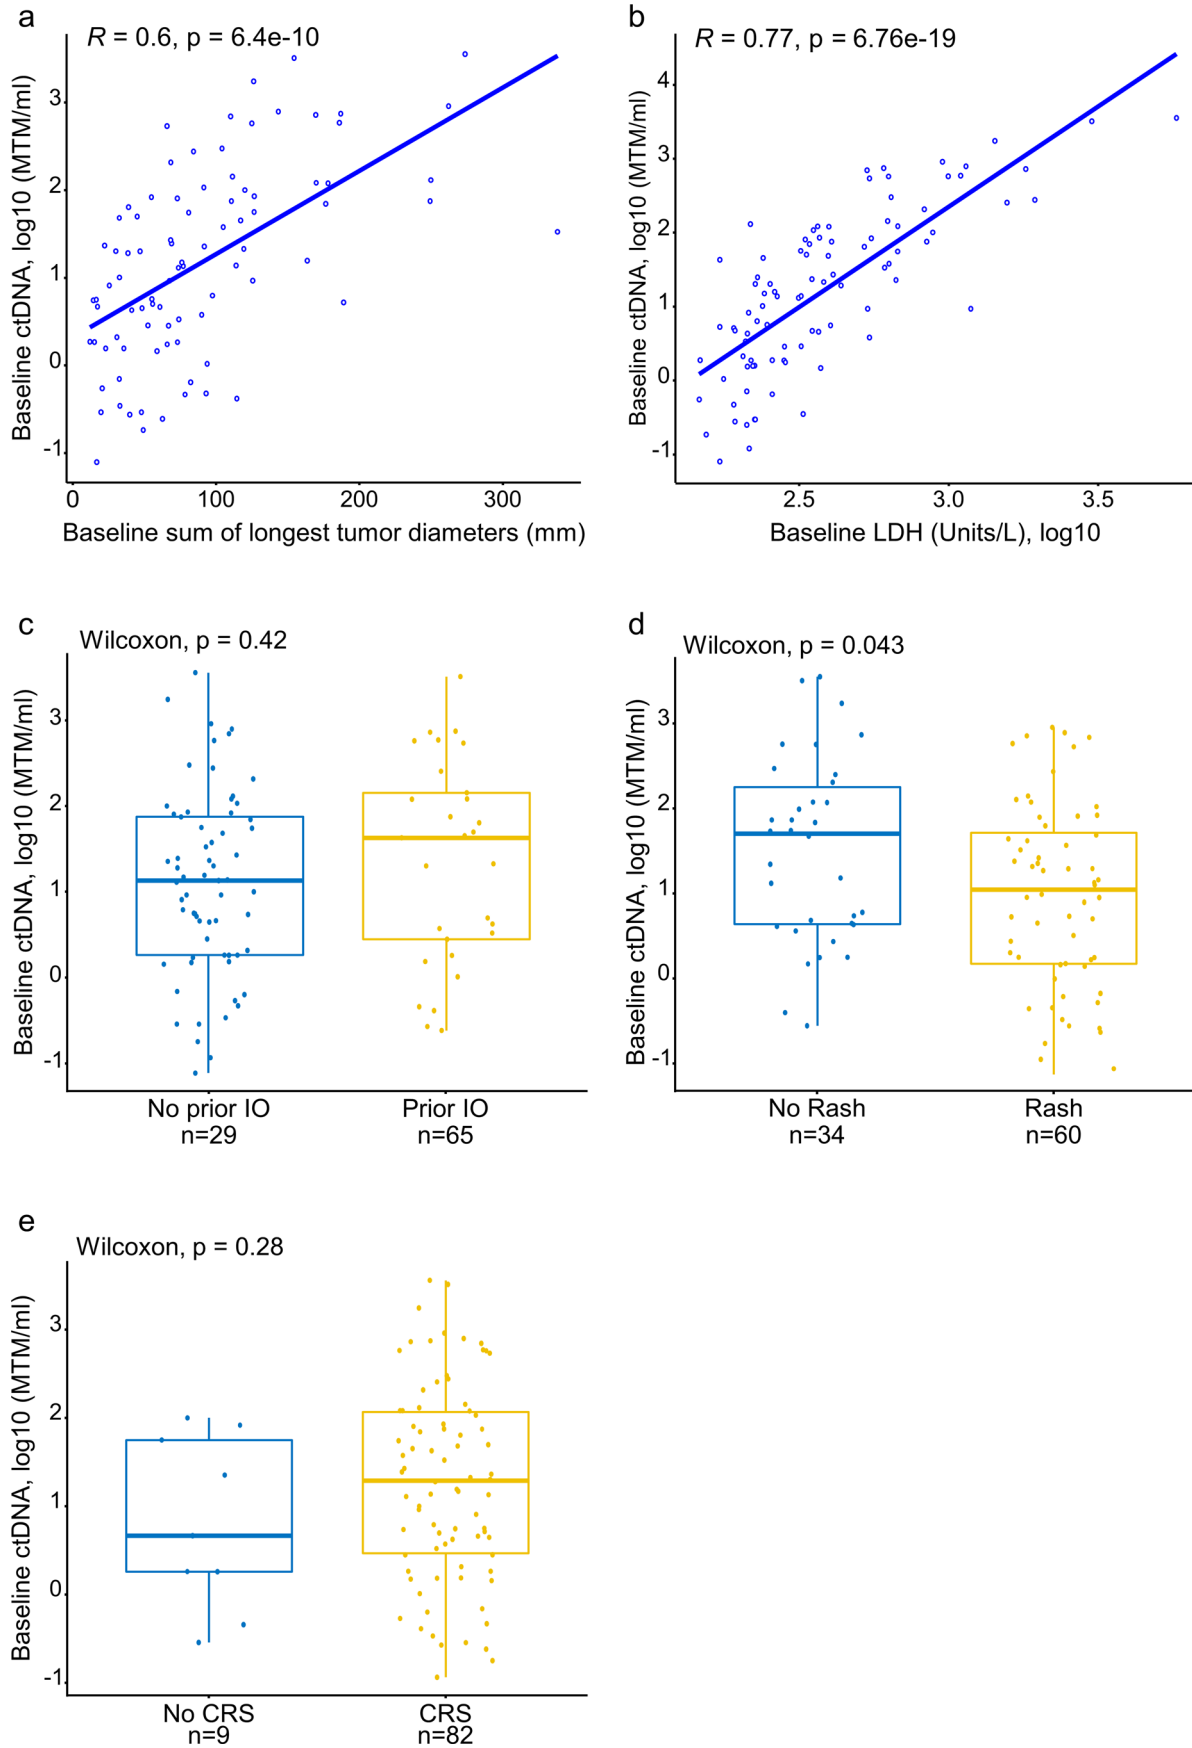 a
R = 0.6, p = 6.4e-10
Baseline ctDNA, log10 (MTM/ml)
3
2
1
0
-1
0 100 200 300
Baseline sum of longest tumor diameters (mm)
b
R = 0.77, p = 6.76e-19
Baseline ctDNA, log10 (MTM/ml)
4
3
2
1
0
-1
2.5 3.0 3.5
Baseline LDH (Units/L), log10
c
Wilcoxon, p = 0.42
Baseline ctDNA, log10 (MTM/ml)
3
2
1
0
-1
No prior IO Prior IO
n=29 n=65
d
Wilcoxon, p = 0.043
Baseline ctDNA, log10 (MTM/ml)
3
2
1
0
-1
No Rash Rash
n=34 n=60
e
Wilcoxon, p = 0.28
Baseline ctDNA, log10 (MTM/ml)
3
2
1
0
-1
No CRS CRS
n=9 n=82